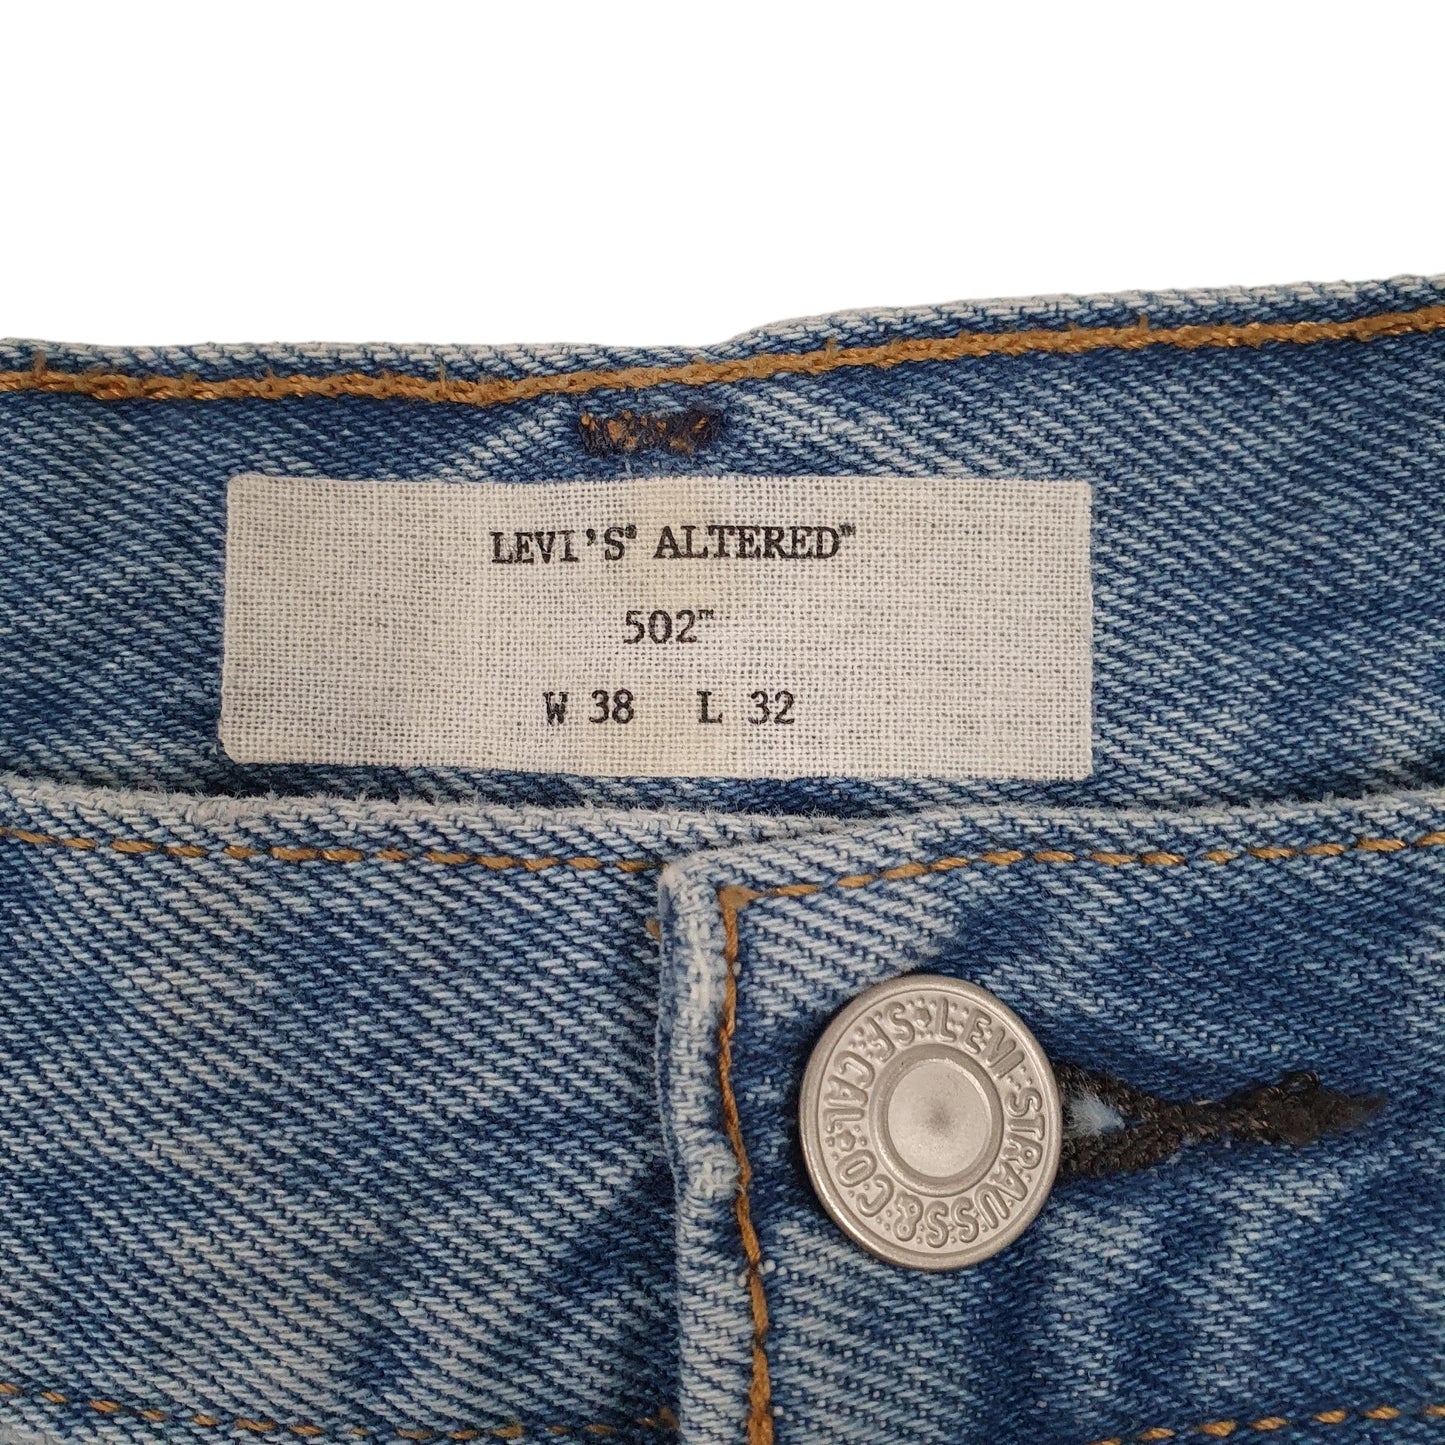 LEVI'S® ALTERED™
502™
W 38 L 32
LEVI STRAUSS & CO. S.F. CAL.